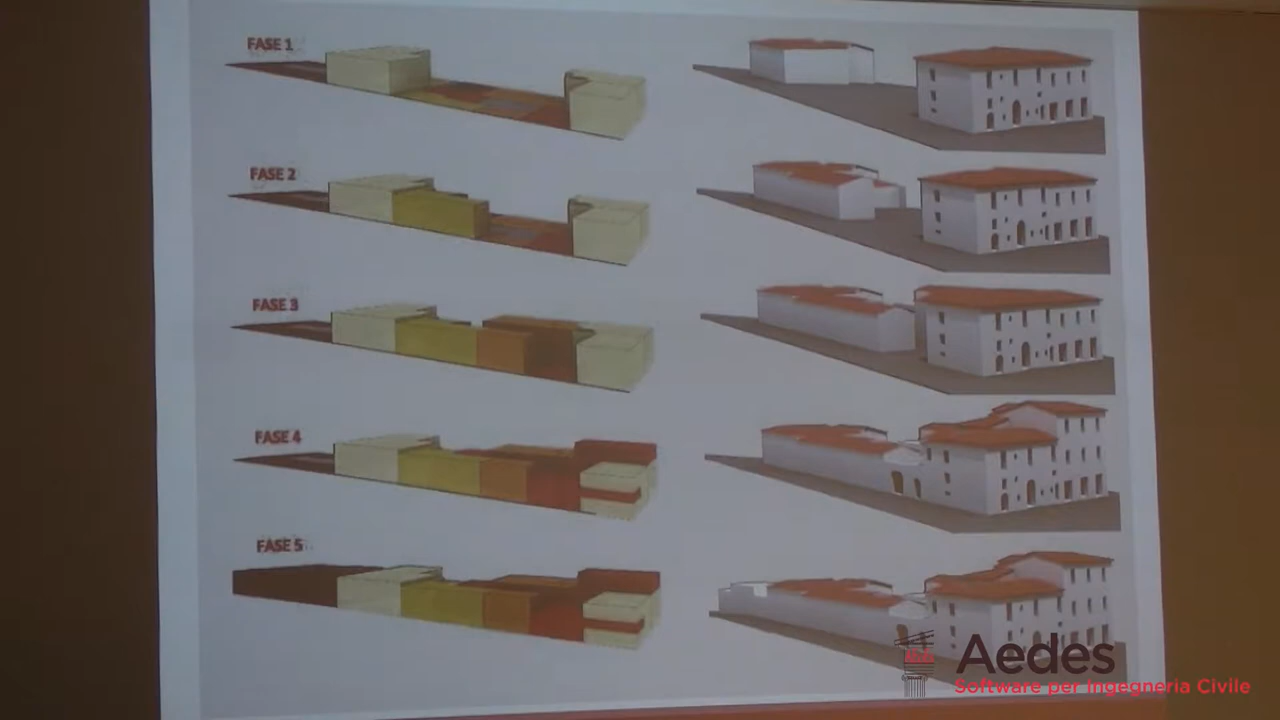 FASE 1
FASE 2
FASE 3
FASE 4
FASE 5
Aedes
Software per Ingegneria Civile